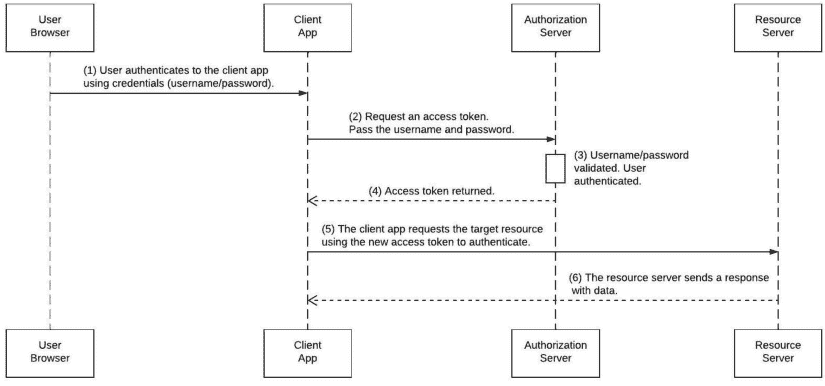 User
Browser
Client
App
Authorization
Server
Resource
Server
(1) User authenticates to the client app
using credentials (username/password).
(2) Request an access token.
Pass the username and password.
(3) Username/password
validated. User
authenticated.
(4) Access token returned.
(5) The client app requests the target resource
using the new access token to authenticate.
(6) The resource server sends a response
with data.
User
Browser
Client
App
Authorization
Server
Resource
Server